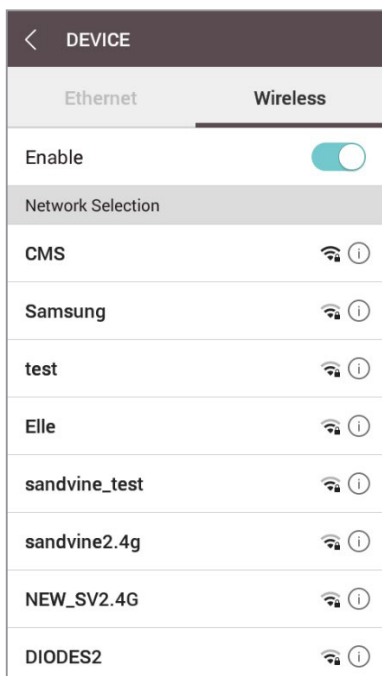 DEVICE
Ethernet Wireless
Enable
Network Selection
CMS
Samsung
test
Elle
sandvine_test
sandvine2.4g
NEW_SV2.4G
DIODES2